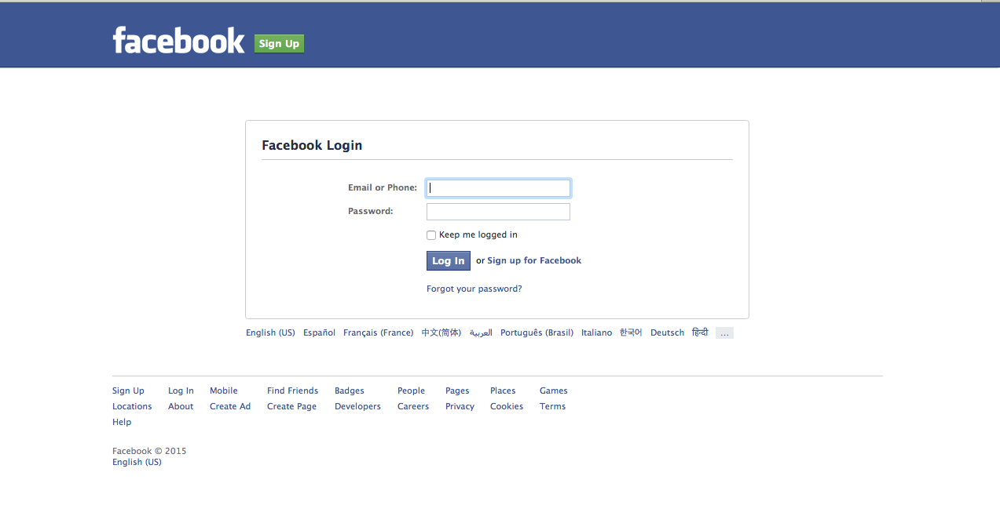 facebook Sign Up
Facebook Login
Email or Phone:
Password:
Keep me logged in
Log In or Sign up for Facebook
Forgot your password?
English (US) Español Français (France) 中文(简体) العربية Português (Brasil) Italiano 한국어 Deutsch हिन्दी ...
Sign Up Log In Mobile Find Friends Badges People Pages Places Games
Locations About Create Ad Create Page Developers Careers Privacy Cookies Terms
Help
Facebook © 2015
English (US)